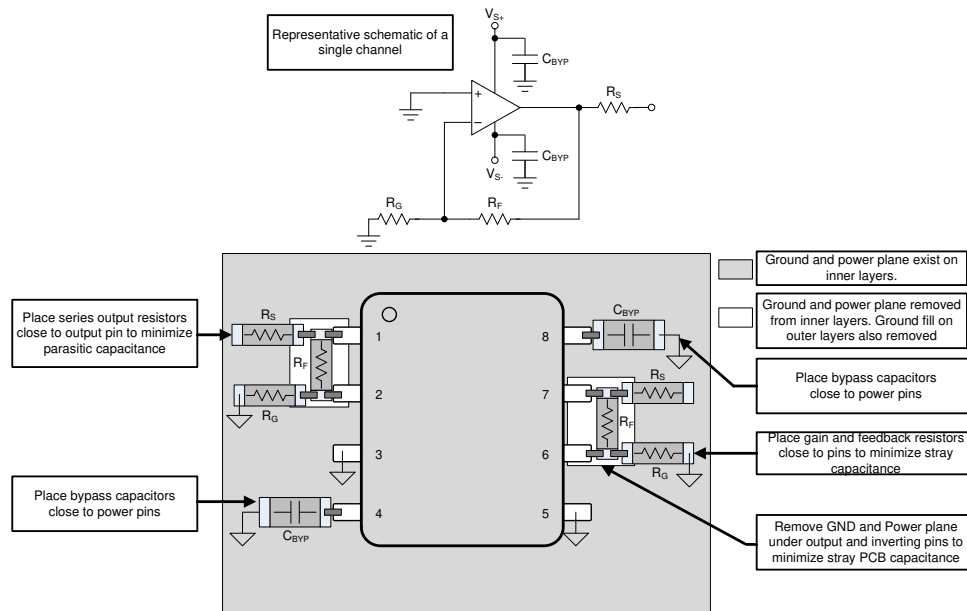 Representative schematic of a
single channel
VS+
CBYP
RS
+
−
CBYP
VS-
RG
RF
Ground and power plane exist on
inner layers.
Ground and power plane removed
from inner layers. Ground fill on
outer layers also removed
Place series output resistors
close to output pin to minimize
parasitic capacitance
RS
1
RF
2
RG
3
4
CBYP
8
CBYP
7
RS
RF
6
RG
5
Place bypass capacitors
close to power pins
Place gain and feedback resistors
close to pins to minimize stray
capacitance
Place bypass capacitors
close to power pins
Remove GND and Power plane
under output and inverting pins to
minimize stray PCB capacitance